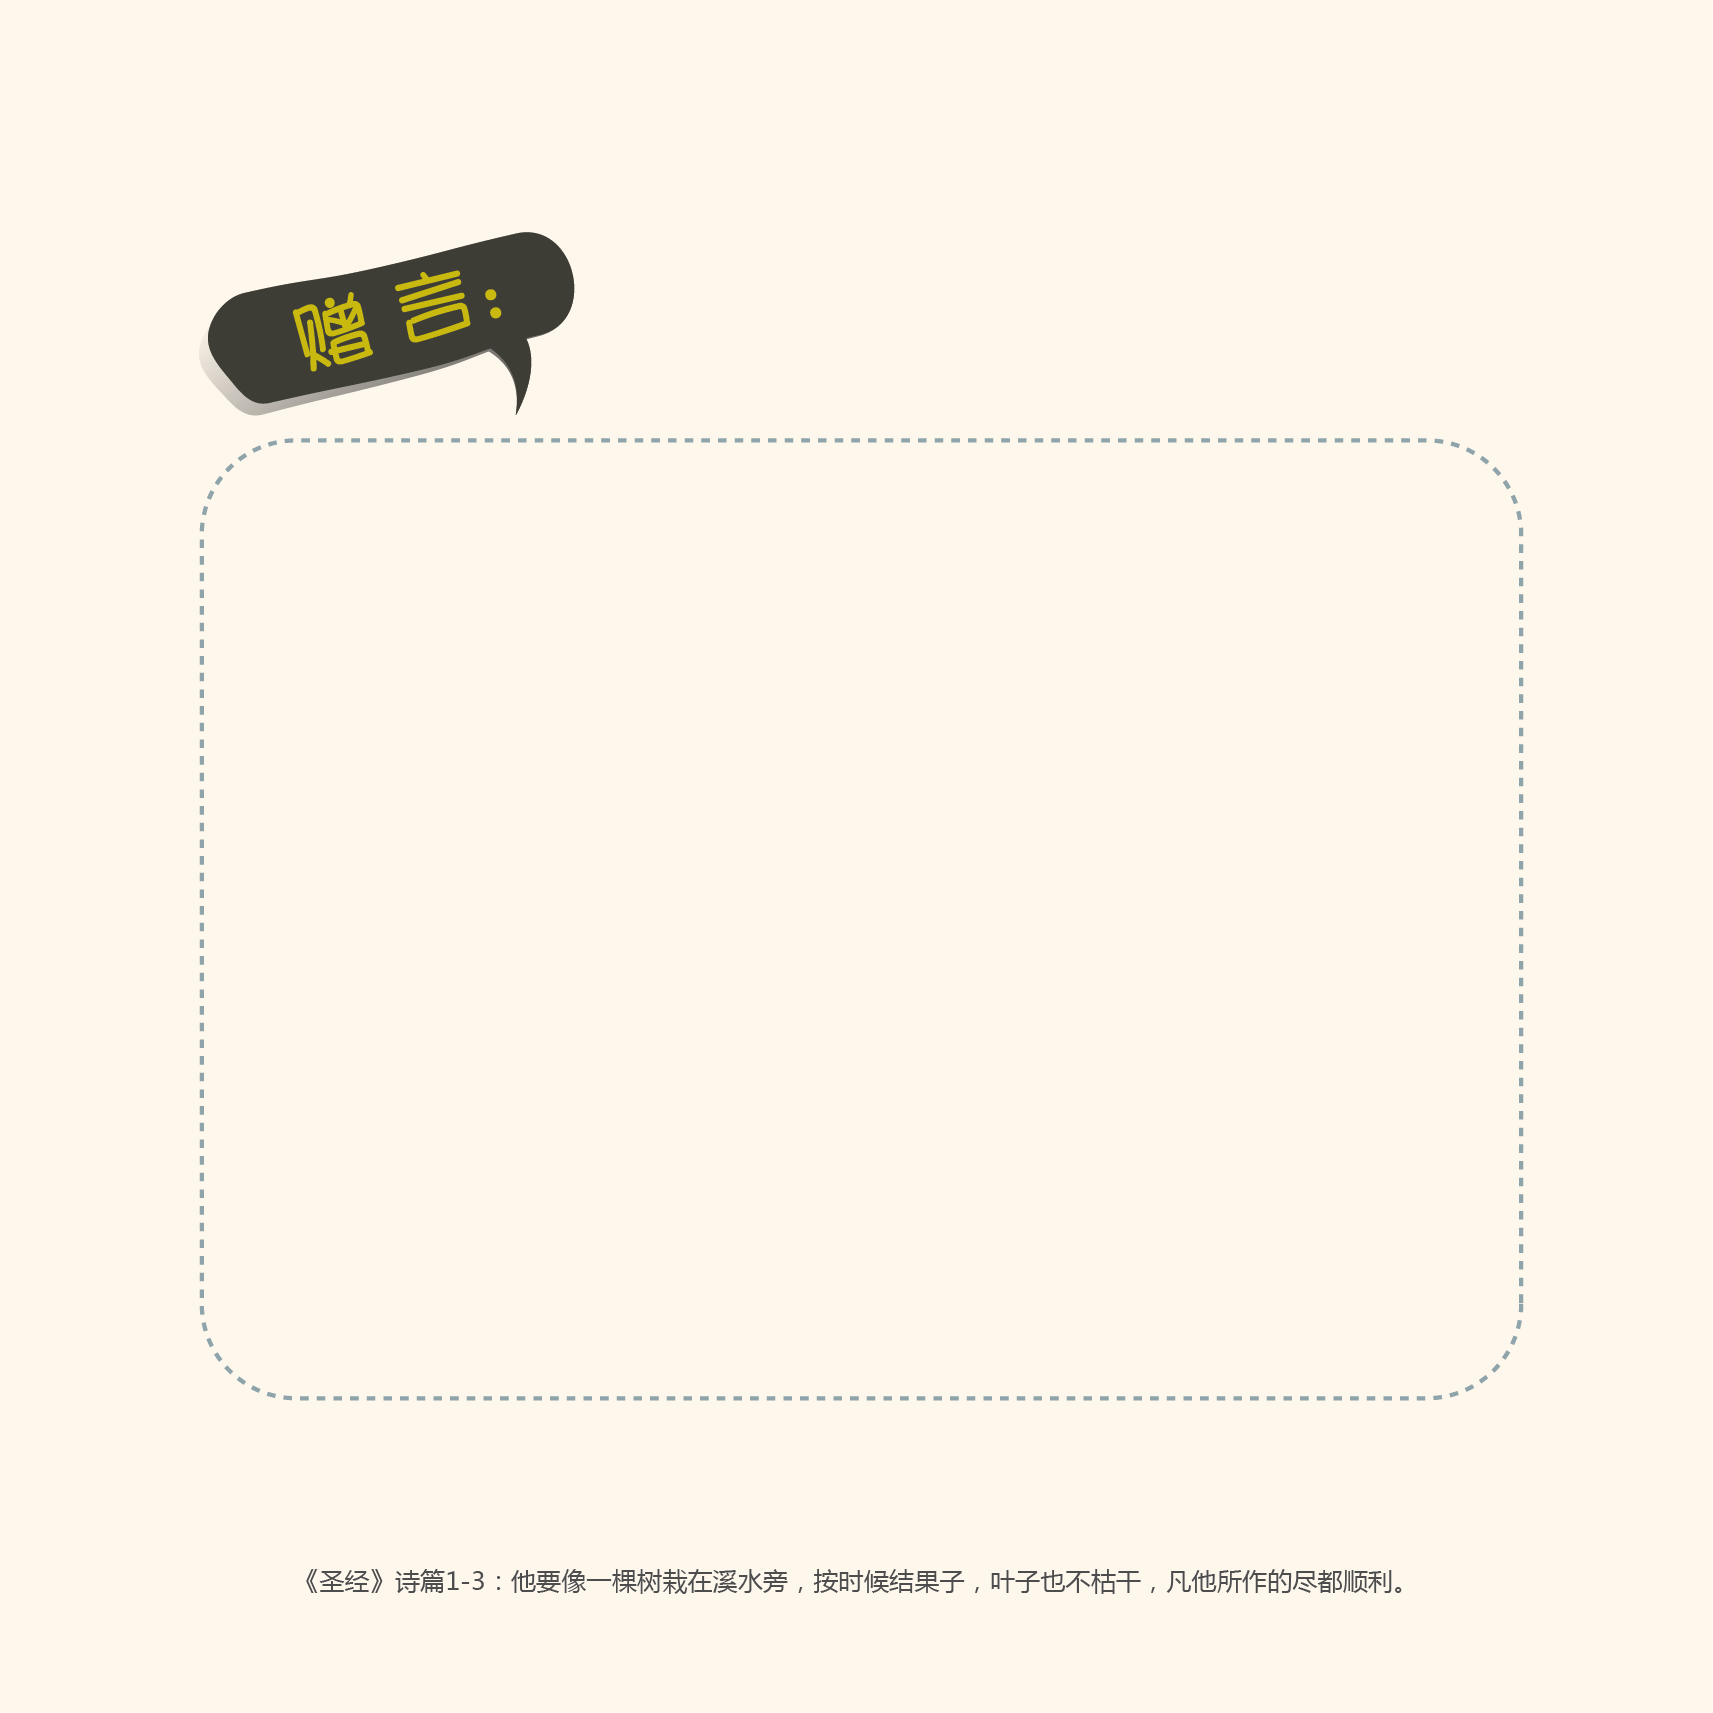 赠言:
《圣经》诗篇1-3：他要像一棵树栽在溪水旁，按时候结果子，叶子也不枯干，凡他所作的尽都顺利。